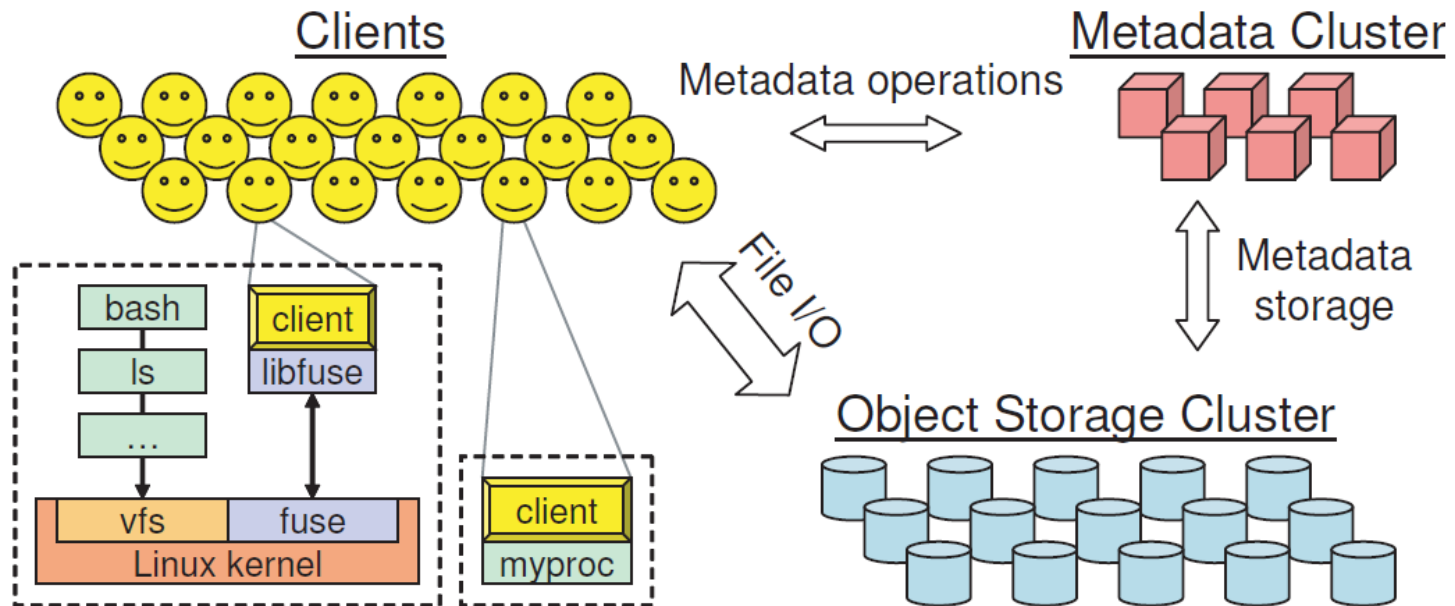 Clients
Metadata Cluster
Metadata operations
File I/O
Metadata
storage
bash
client
ls
libfuse
...
Object Storage Cluster
vfs
fuse
client
Linux kernel
myproc